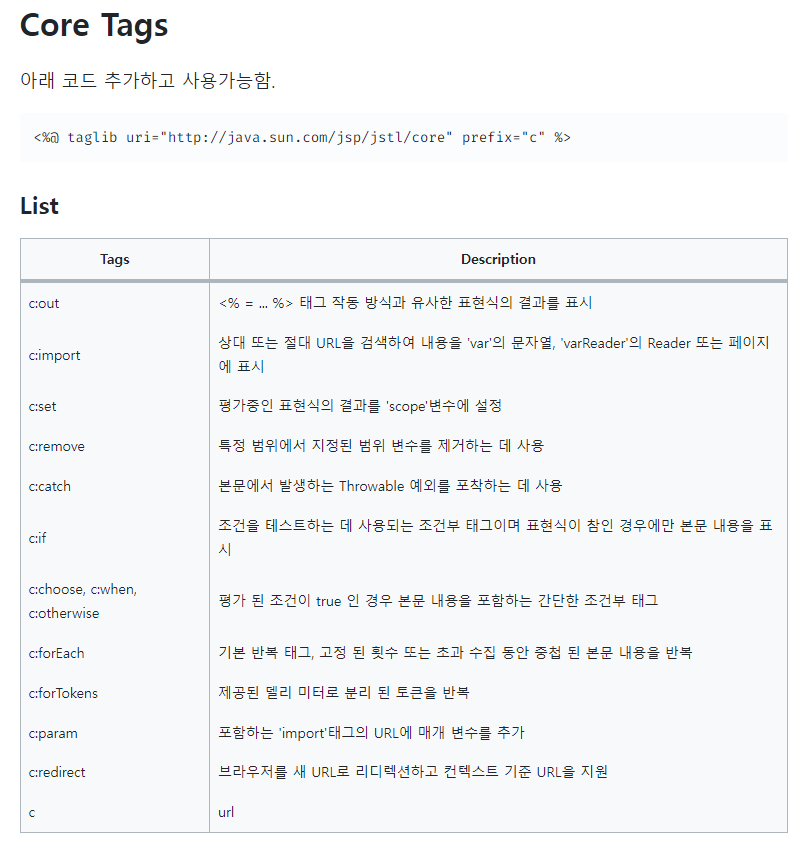 Core Tags
아래 코드 추가하고 사용가능함.
<%@ taglib uri="http://java.sun.com/jsp/jstl/core" prefix="c" %>
List
Tags Description
c:out <% = ... %> 태그 작동 방식과 유사한 표현식의 결과를 표시
c:import 상대 또는 절대 URL을 검색하여 내용을 'var'의 문자열, 'varReader'의 Reader 또는 페이지
에 표시
c:set 평가중인 표현식의 결과를 'scope'변수에 설정
c:remove 특정 범위에서 지정된 범위 변수를 제거하는 데 사용
c:catch 본문에서 발생하는 Throwable 예외를 포착하는 데 사용
c:if 조건을 테스트하는 데 사용되는 조건부 태그이며 표현식이 참인 경우에만 본문 내용을 표
시
c:choose, c:when,
c:otherwise 평가 된 조건이 true 인 경우 본문 내용을 포함하는 간단한 조건부 태그
c:forEach 기본 반복 태그, 고정 된 횟수 또는 초과 수집 동안 중첩 된 본문 내용을 반복
c:forTokens 제공된 델리 미터로 분리 된 토큰을 반복
c:param 포함하는 'import'태그의 URL에 매개 변수를 추가
c:redirect 브라우저를 새 URL로 리디렉션하고 컨텍스트 기준 URL을 지원
c url